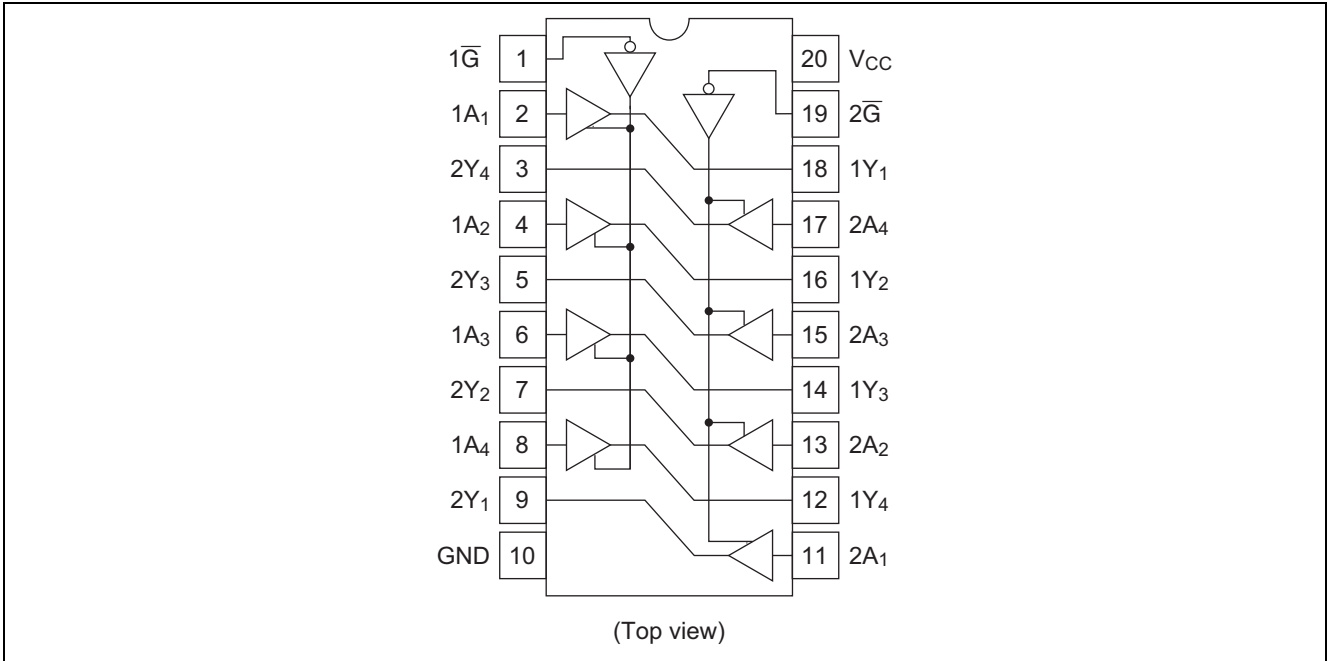 1G̅ 1 20 VCC
1A1 2 19 2G̅
2Y4 3 18 1Y1
1A2 4 17 2A4
2Y3 5 16 1Y2
1A3 6 15 2A3
2Y2 7 14 1Y3
1A4 8 13 2A2
2Y1 9 12 1Y4
GND 10 11 2A1
(Top view)